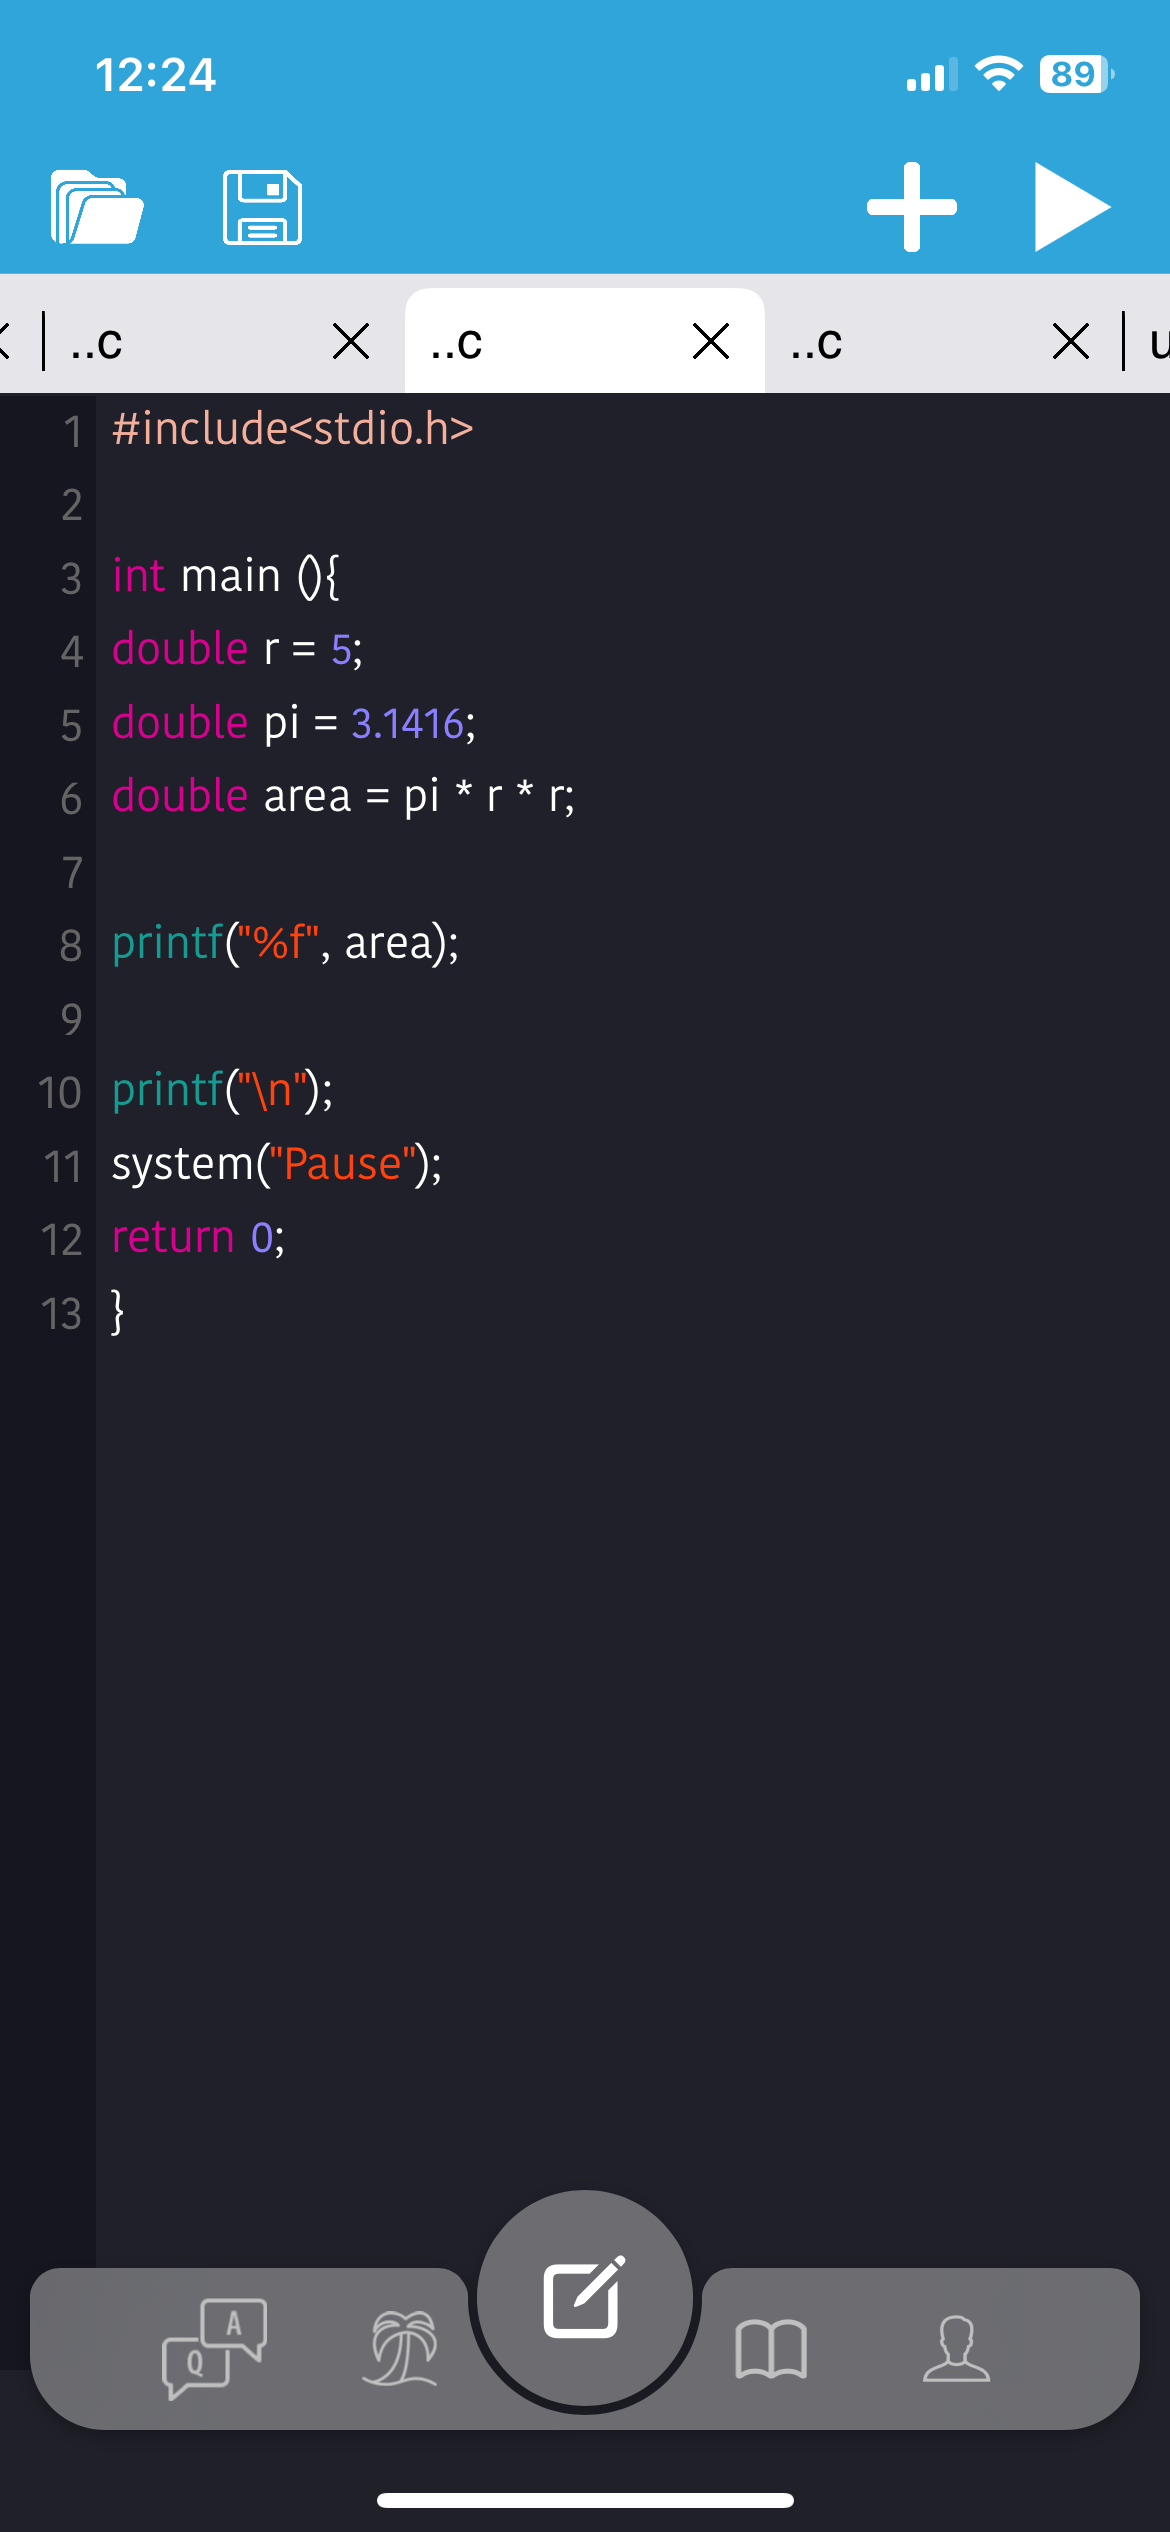 12:24
89
..c
..c
..c
1 #include<stdio.h>
2
3 int main (){
4 double r = 5;
5 double pi = 3.1416;
6 double area = pi * r * r;
7
8 printf("%f", area);
9
10 printf("\n");
11 system("Pause");
12 return 0;
13 }
A
Q